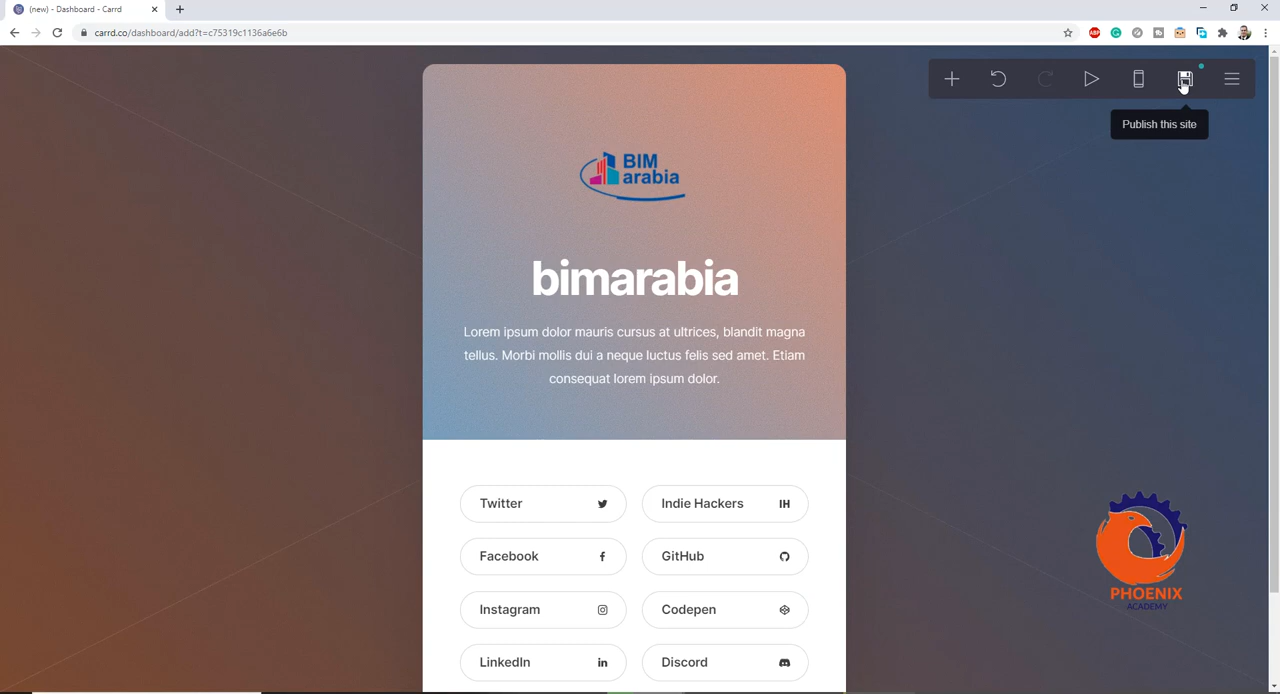 (new) - Dashboard - Carrd
carrd.co/dashboard/add?t=c75319c1136a6e6b
ABP
Publish this site
BIM
arabia
bimarabia
Lorem ipsum dolor mauris cursus at ultrices, blandit magna
tellus. Morbi mollis dui a neque luctus felis sed amet. Etiam
consequat lorem ipsum dolor.
Twitter
Indie Hackers IH
Facebook
GitHub
Instagram
Codepen
LinkedIn in
Discord
PHOENIX
ACADEMY